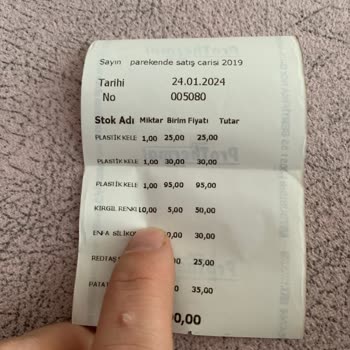 Sayın parekende satış carisi 2019
Tarihi 24.01.2024
No 005080
Stok Adı Miktar Birim Fiyatı Tutar
PLASTİK KELE 1,00 25,00 25,00
PLASTİK KELE 1,00 30,00 30,00
PLASTİK KELE 1,00 95,00 95,00
KIRGIL RENKI 10,00 5,00 50,00
ENFA SİLİKO 30,00
REDTAŞ 25,00
PATA 35,00
00,00